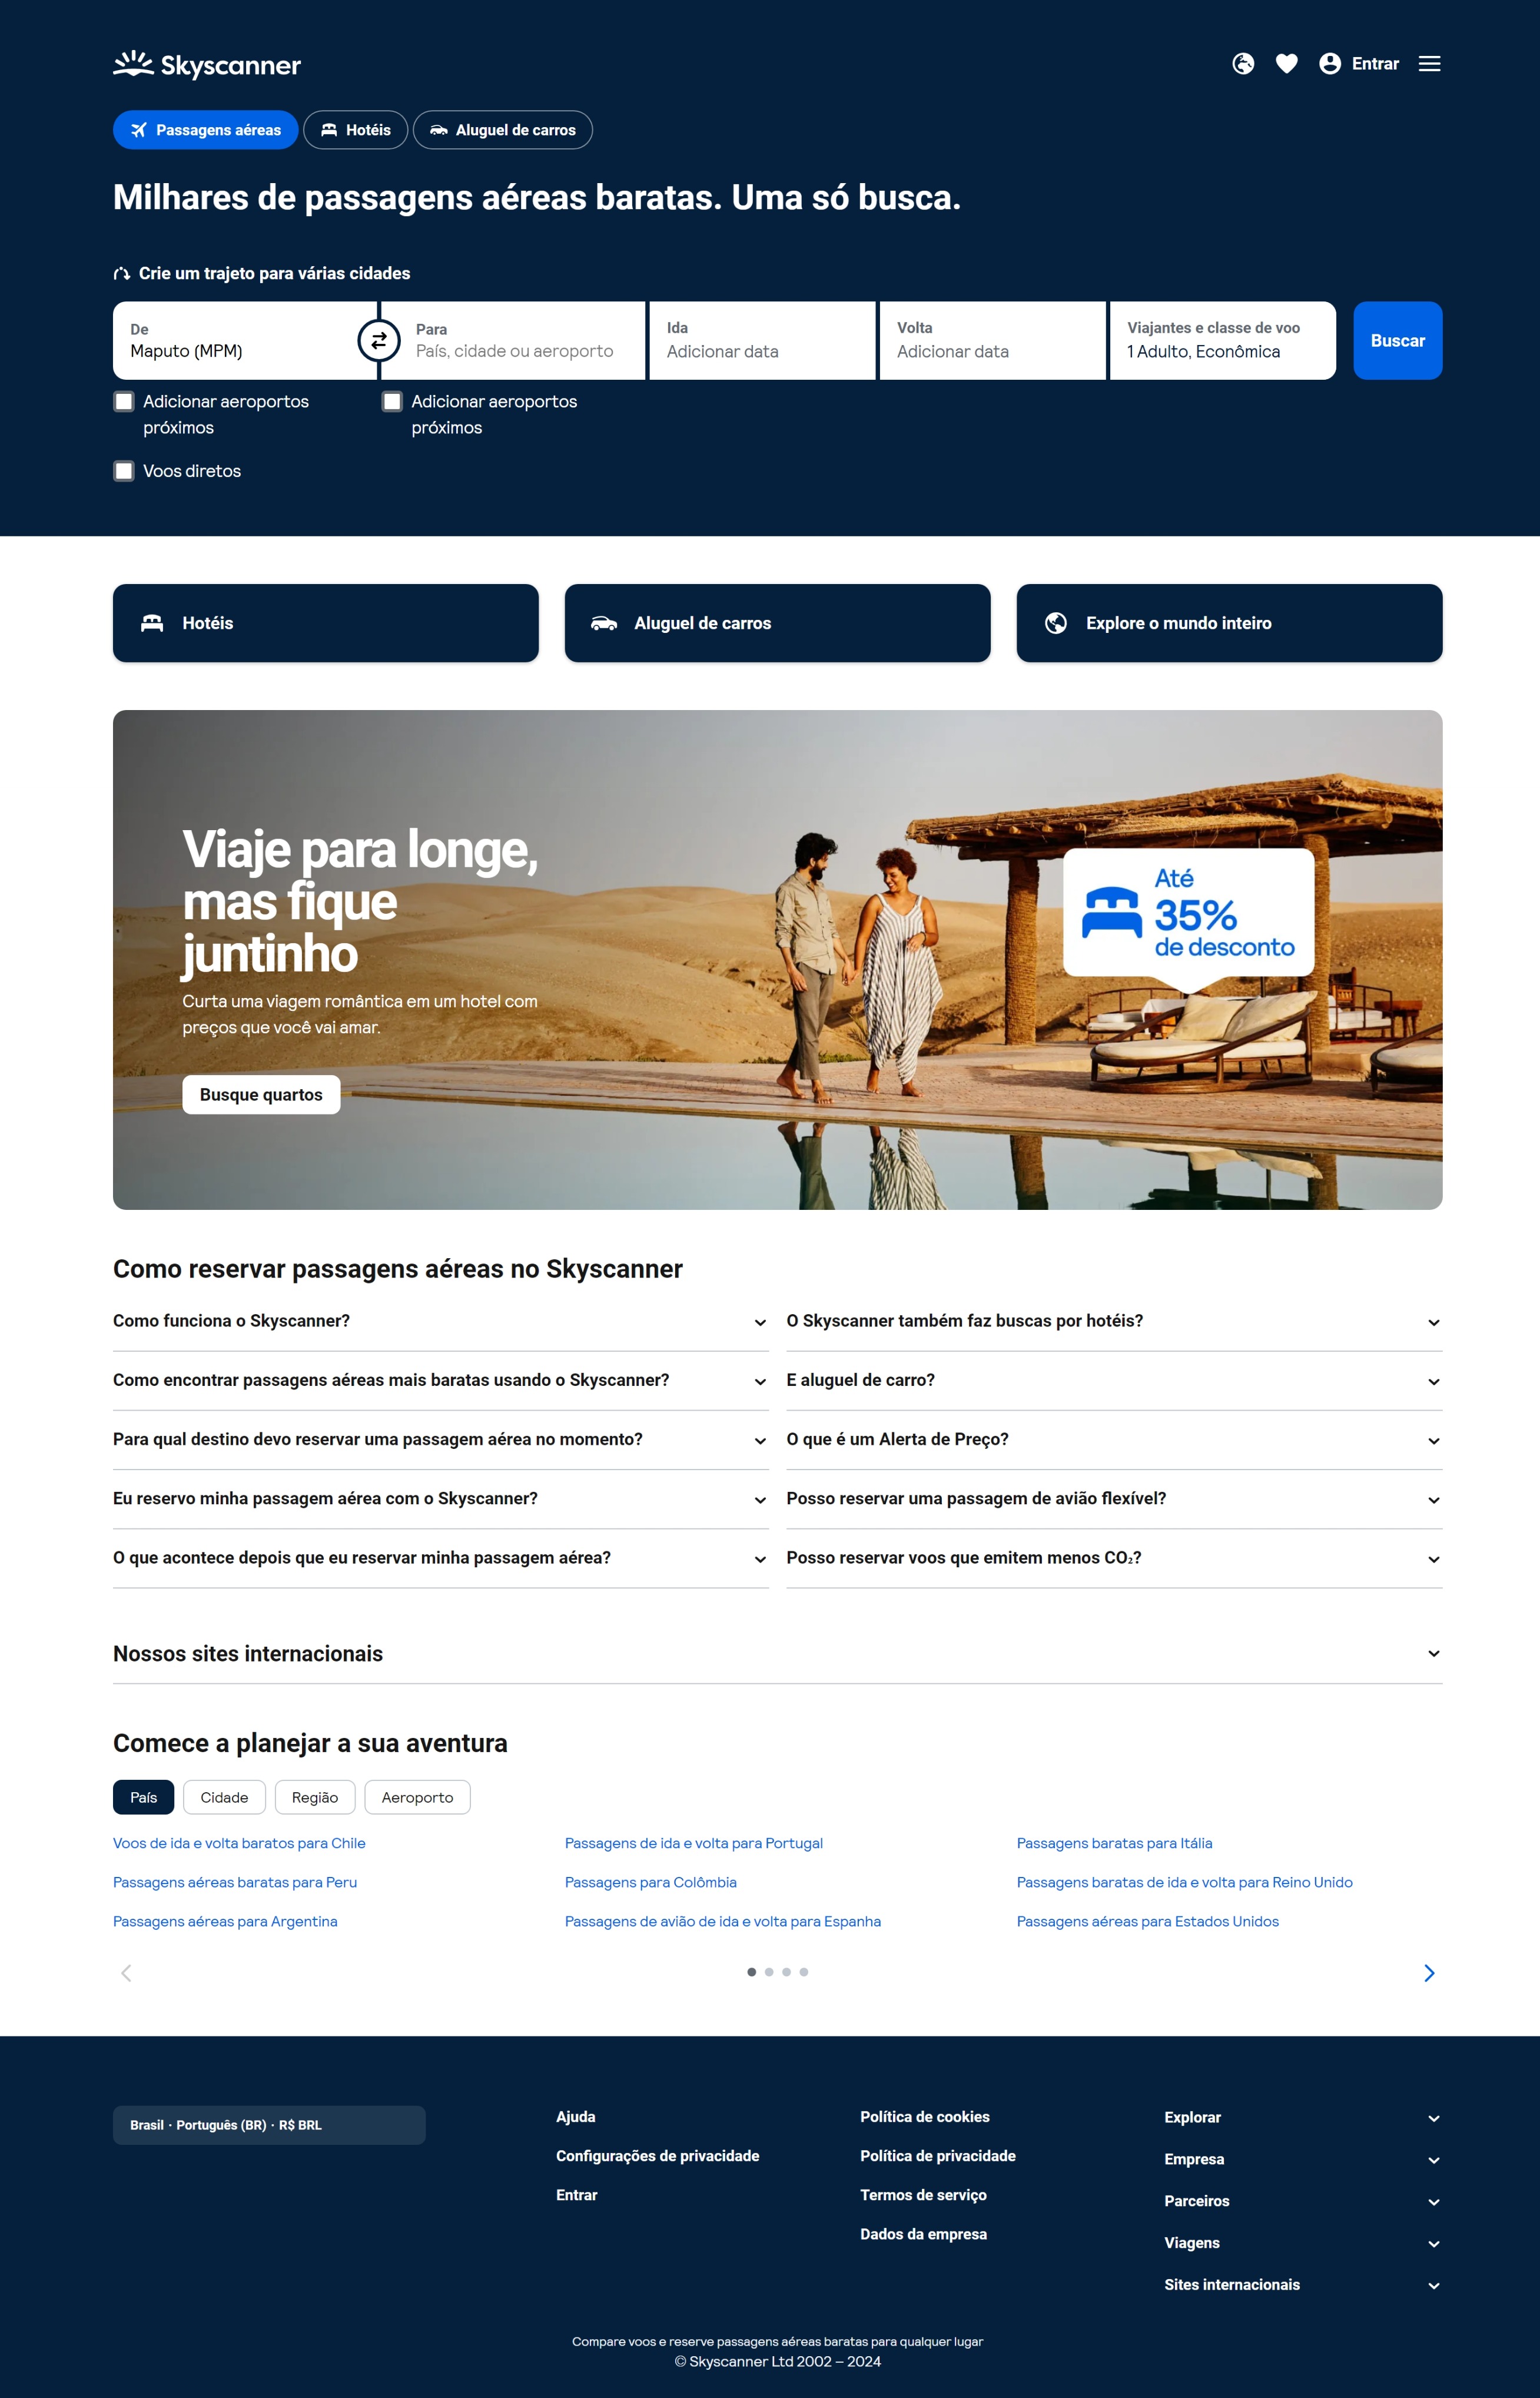 Skyscanner
Entrar
Passagens aéreas
Hotéis
Aluguel de carros
Milhares de passagens aéreas baratas. Uma só busca.
Crie um trajeto para várias cidades
De
Maputo (MPM)
Para
País, cidade ou aeroporto
Ida
Adicionar data
Volta
Adicionar data
Viajantes e classe de voo
1 Adulto, Econômica
Buscar
Adicionar aeroportos
próximos
Adicionar aeroportos
próximos
Voos diretos
Hotéis
Aluguel de carros
Explore o mundo inteiro
Viaje para longe,
mas fique
juntinho
Curta uma viagem romântica em um hotel com
preços que você vai amar.
Busque quartos
Até
35%
de desconto
Como reservar passagens aéreas no Skyscanner
Como funciona o Skyscanner?
O Skyscanner também faz buscas por hotéis?
Como encontrar passagens aéreas mais baratas usando o Skyscanner?
E aluguel de carro?
Para qual destino devo reservar uma passagem aérea no momento?
O que é um Alerta de Preço?
Eu reservo minha passagem aérea com o Skyscanner?
Posso reservar uma passagem de avião flexível?
O que acontece depois que eu reservar minha passagem aérea?
Posso reservar voos que emitem menos CO₂?
Nossos sites internacionais
Comece a planejar a sua aventura
País
Cidade
Região
Aeroporto
Voos de ida e volta baratos para Chile
Passagens de ida e volta para Portugal
Passagens baratas para Itália
Passagens aéreas baratas para Peru
Passagens para Colômbia
Passagens baratas de ida e volta para Reino Unido
Passagens aéreas para Argentina
Passagens de avião de ida e volta para Espanha
Passagens aéreas para Estados Unidos
Brasil · Português (BR) · R$ BRL
Ajuda
Configurações de privacidade
Entrar
Política de cookies
Política de privacidade
Termos de serviço
Dados da empresa
Explorar
Empresa
Parceiros
Viagens
Sites internacionais
Compare voos e reserve passagens aéreas baratas para qualquer lugar
© Skyscanner Ltd 2002 – 2024